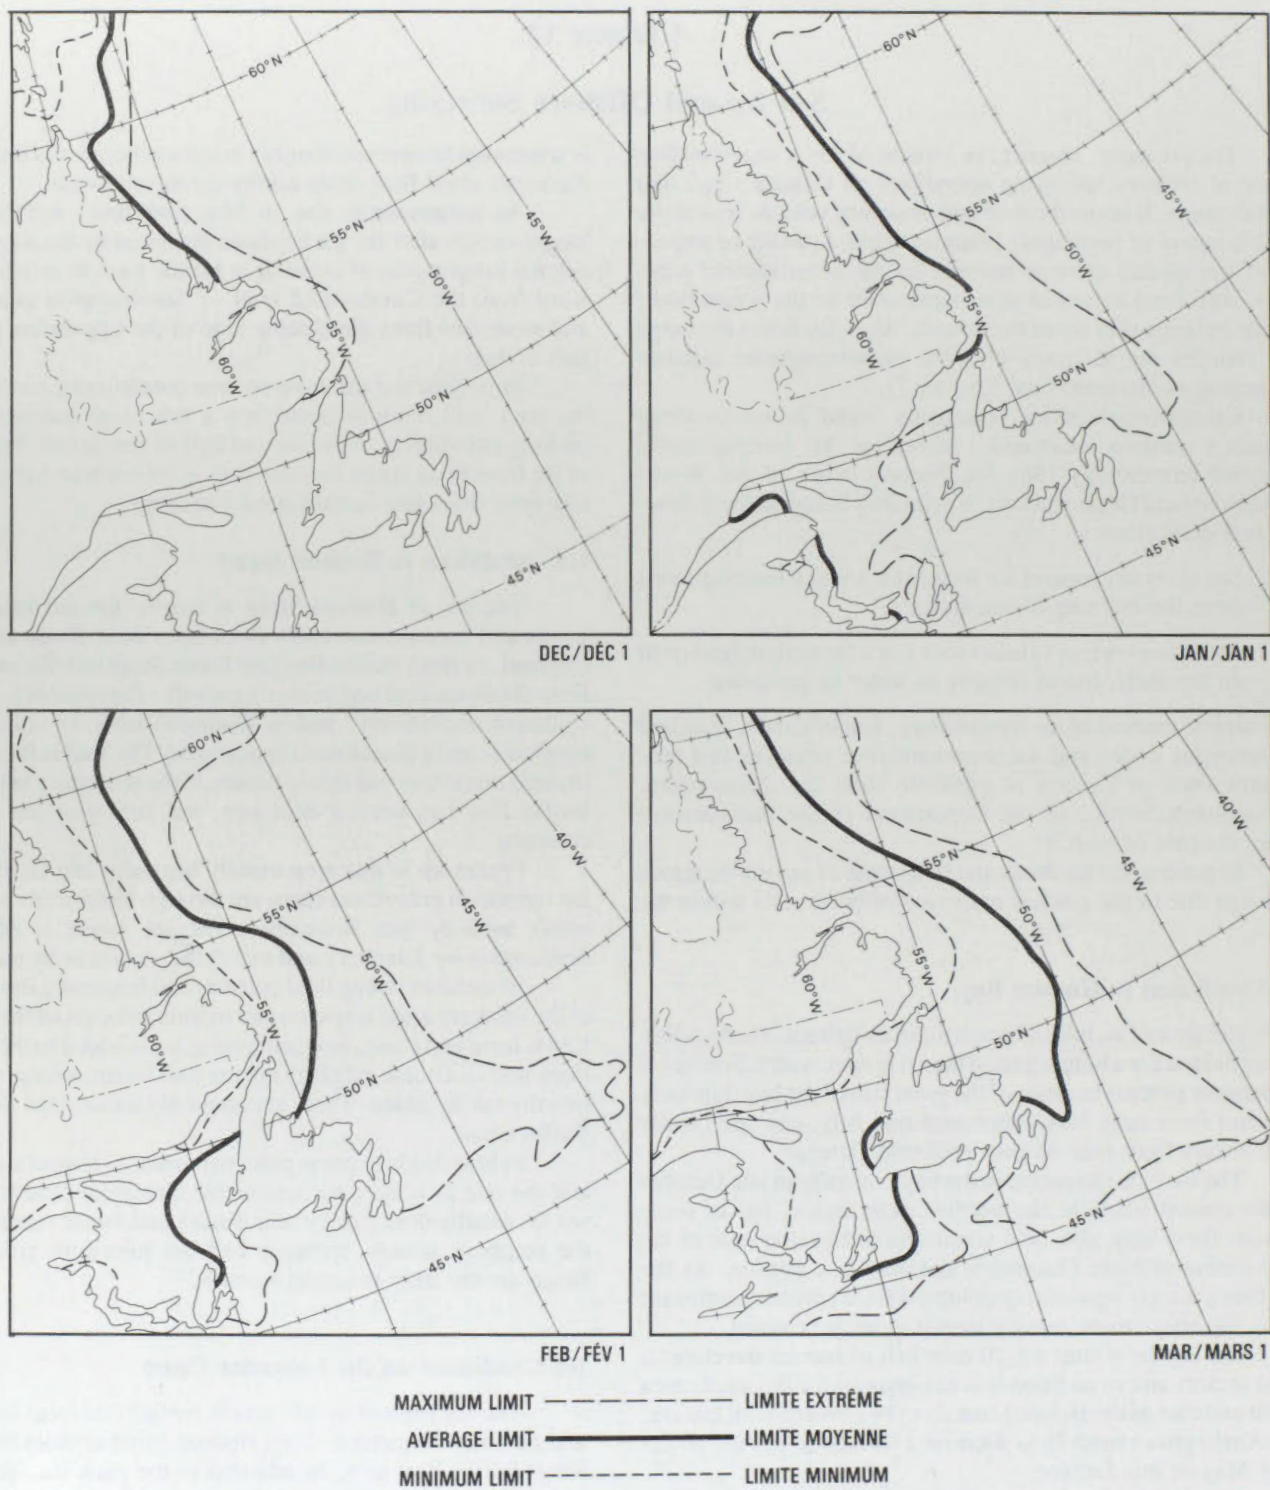 60°N
55°N
45°W
50°W
55°W
60°W
50°N
45°N
DEC/DÉC 1
60°N
55°N
45°W
50°W
55°W
60°W
50°N
45°N
JAN/JAN 1
60°N
40°W
45°W
55°N
50°W
55°W
60°W
50°N
45°N
FEB/FÉV 1
40°W
55°N
45°W
50°W
55°W
60°W
50°N
45°N
MAR/MARS 1
MAXIMUM LIMIT LIMITE EXTRÊME
AVERAGE LIMIT LIMITE MOYENNE
MINIMUM LIMIT LIMITE MINIMUM